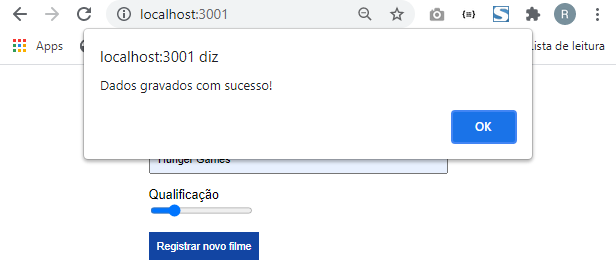 localhost:3001
R
Apps
Lista de leitura
localhost:3001 diz
Dados gravados com sucesso!
OK
Hunger Games
Qualificação
Registrar novo filme